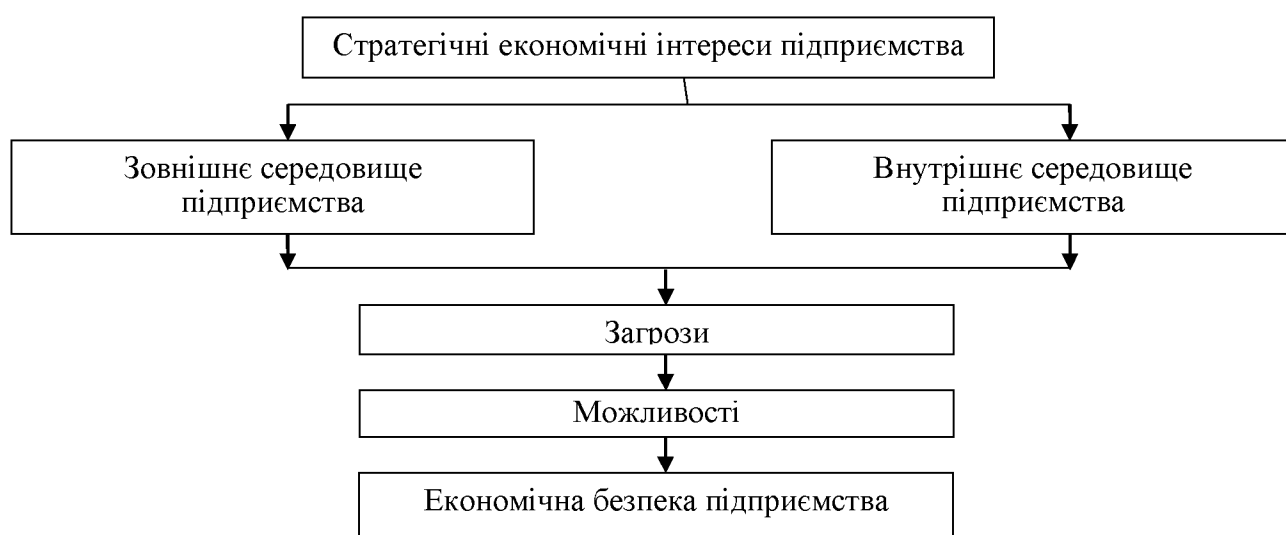 Стратегічні економічні інтереси підприємства
Зовнішнє середовище
підприємства
Внутрішнє середовище
підприємства
Загрози
Можливості
Економічна безпека підприємства